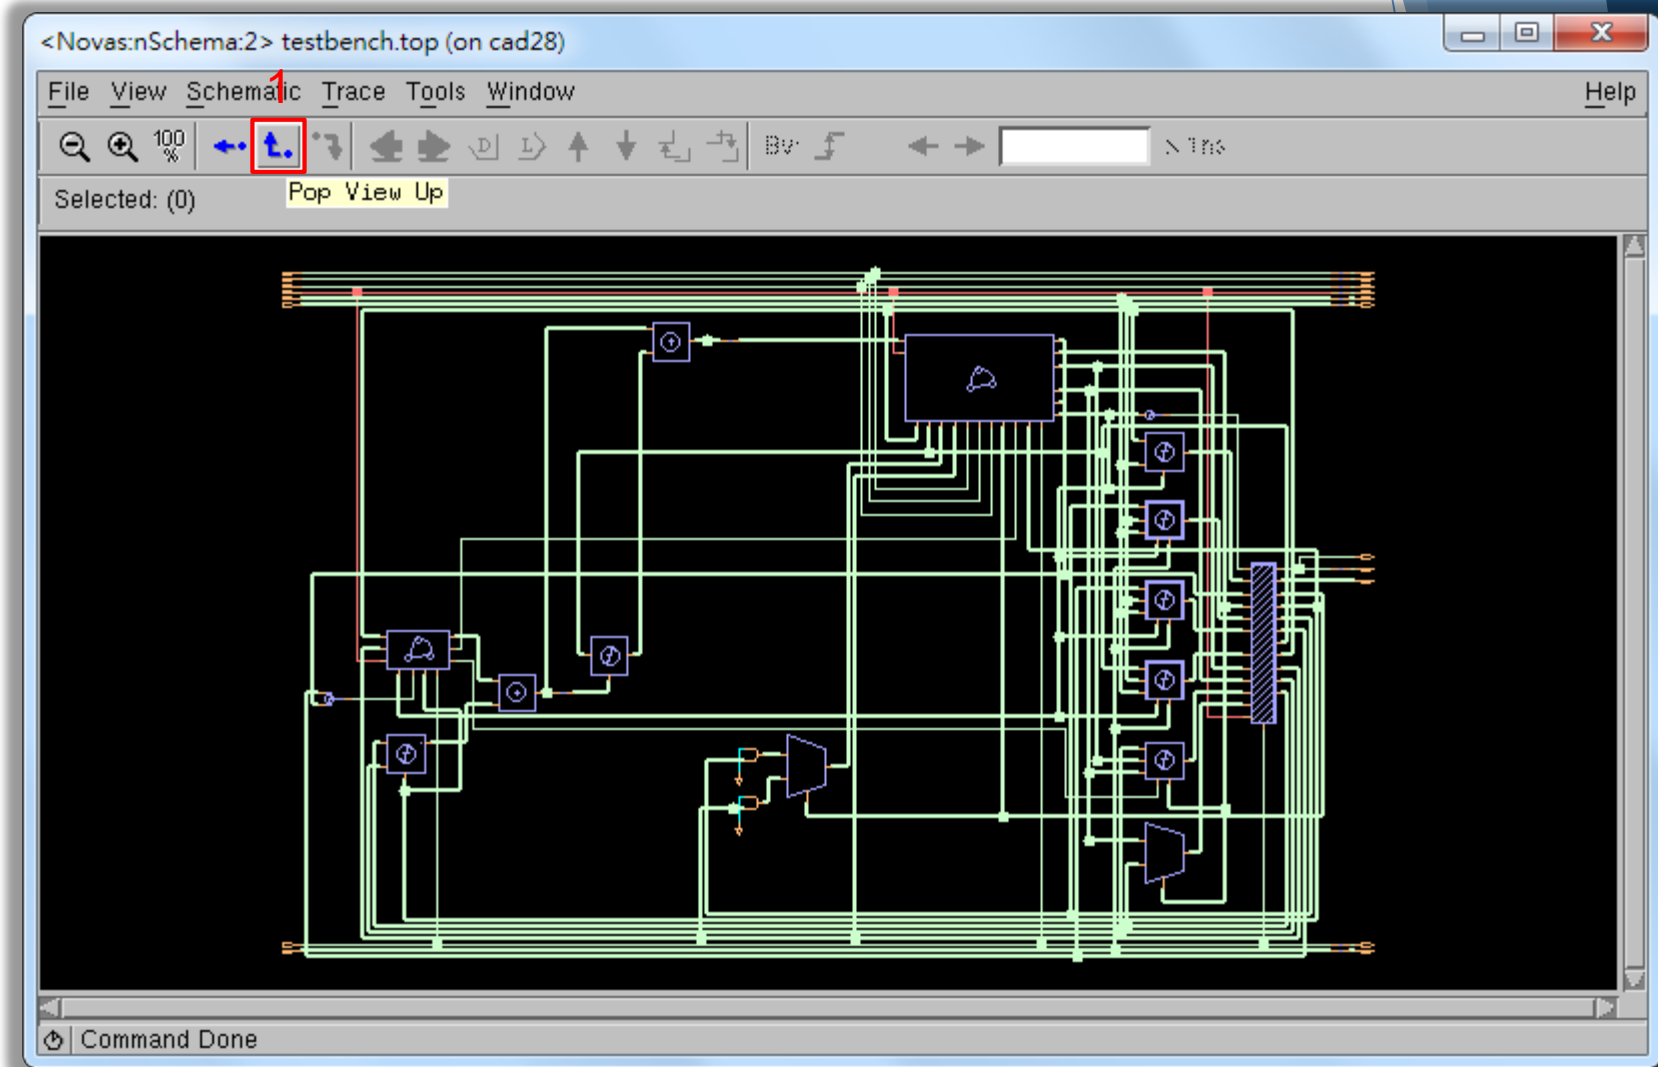 <Novas:nSchema:2> testbench.top (on cad28)
File View Schematic Trace Tools Window Help
1
100 %
By:
Selected: (0)
Pop View Up
Command Done